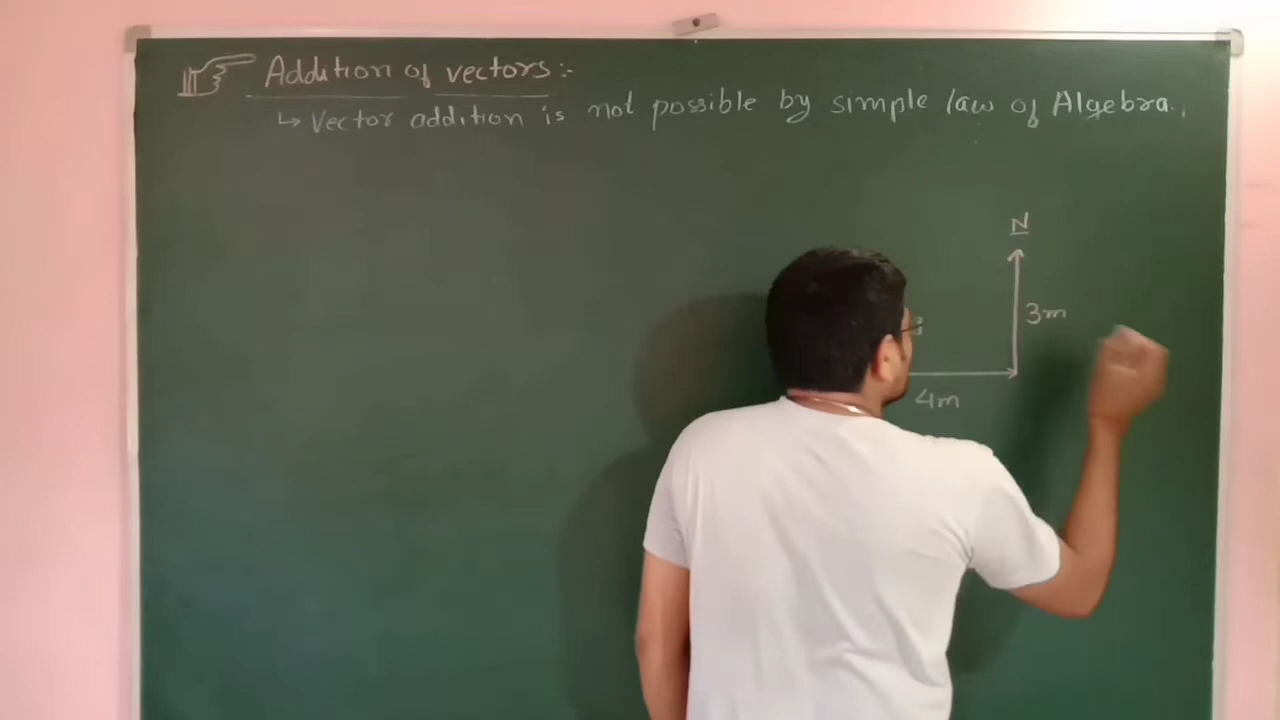 Addition of vectors :-
↳ Vector addition is not possible by simple law of Algebra.
N
3m
4m